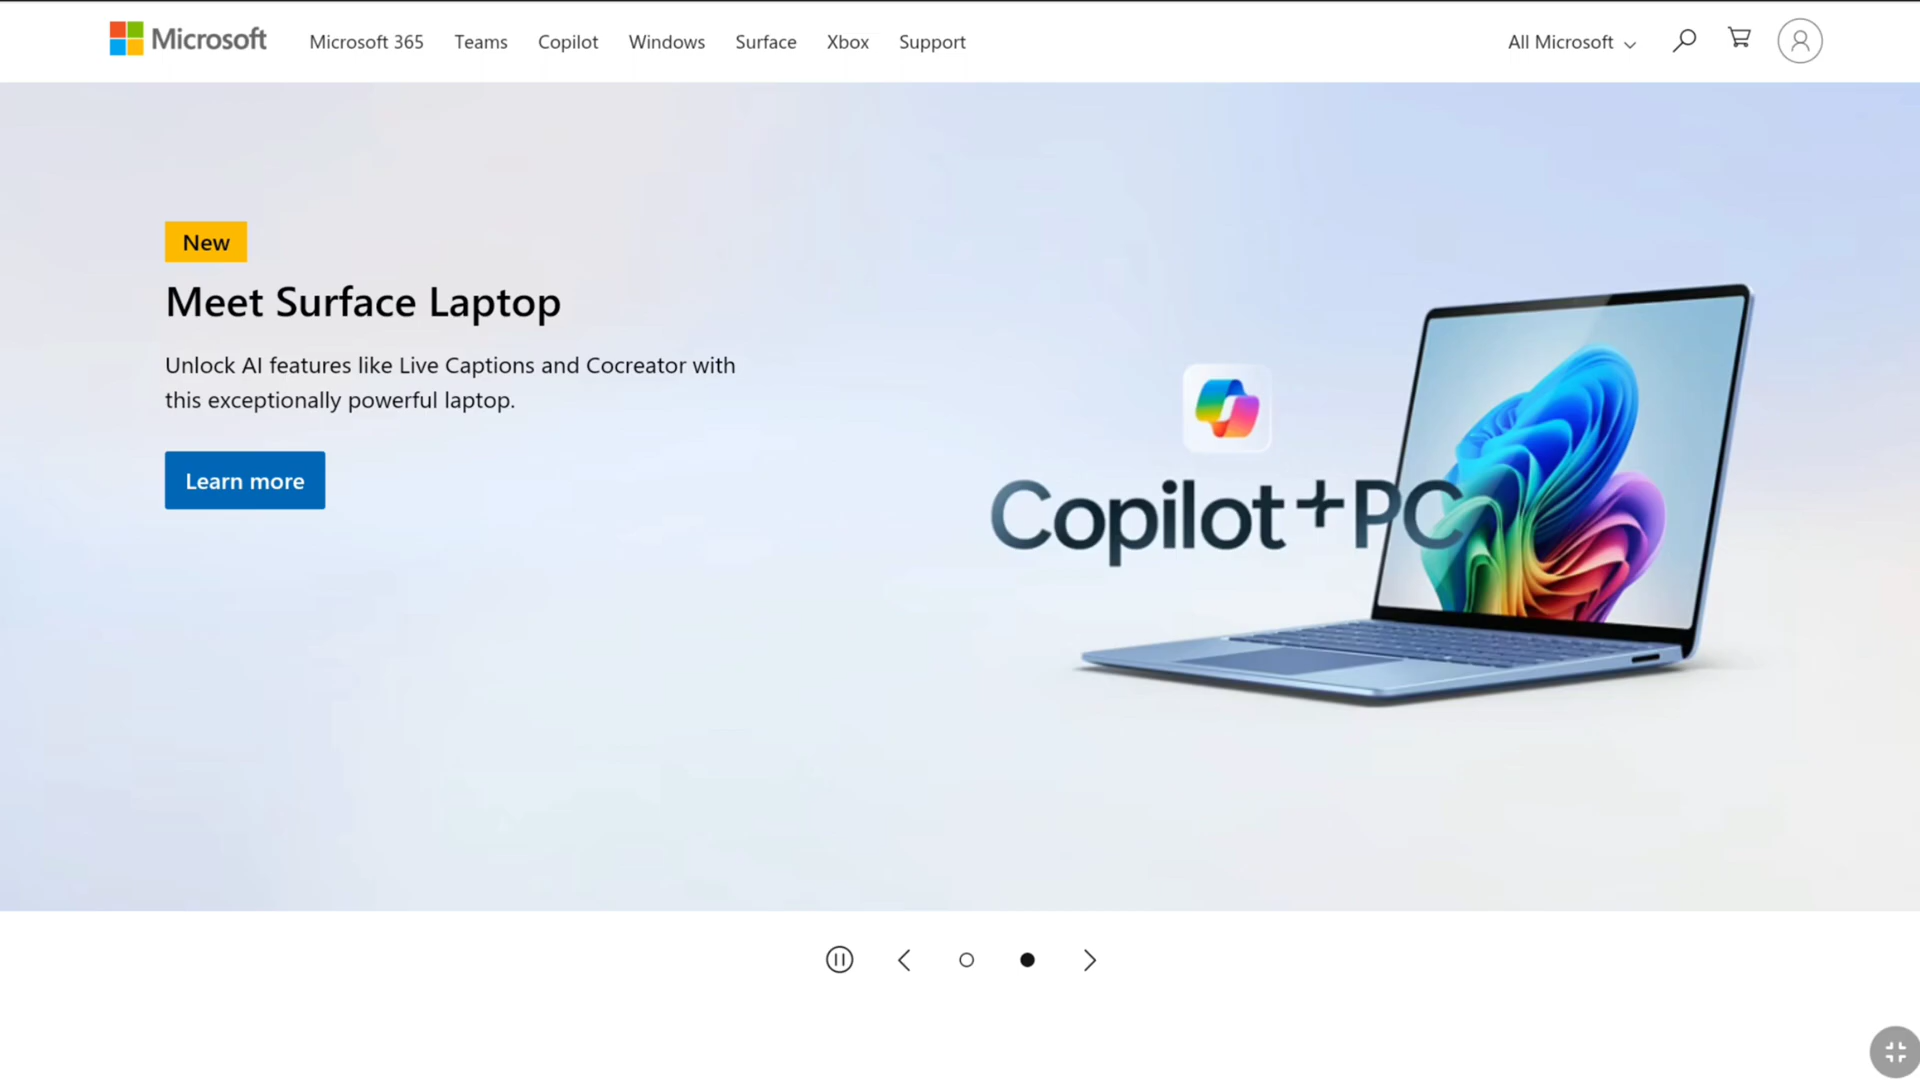 Microsoft
Microsoft 365
Teams
Copilot
Windows
Surface
Xbox
Support
All Microsoft
New
Meet Surface Laptop
Unlock AI features like Live Captions and Cocreator with
this exceptionally powerful laptop.
Learn more
Copilot+PC